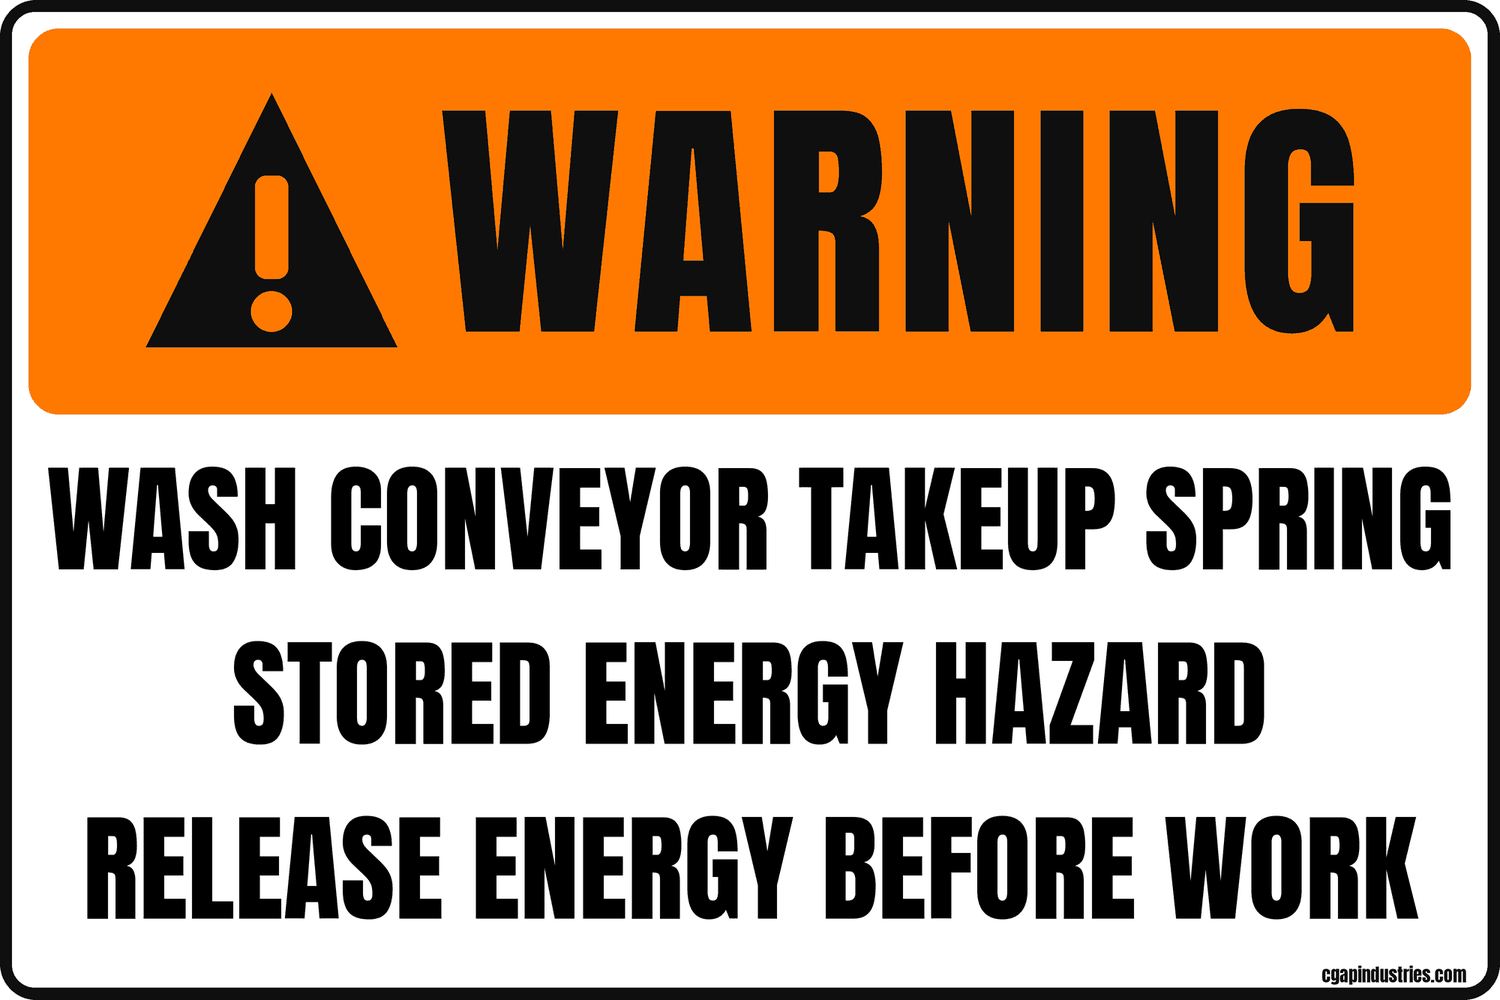 WARNING
WASH CONVEYOR TAKEUP SPRING
STORED ENERGY HAZARD
RELEASE ENERGY BEFORE WORK
cgapindustries.com